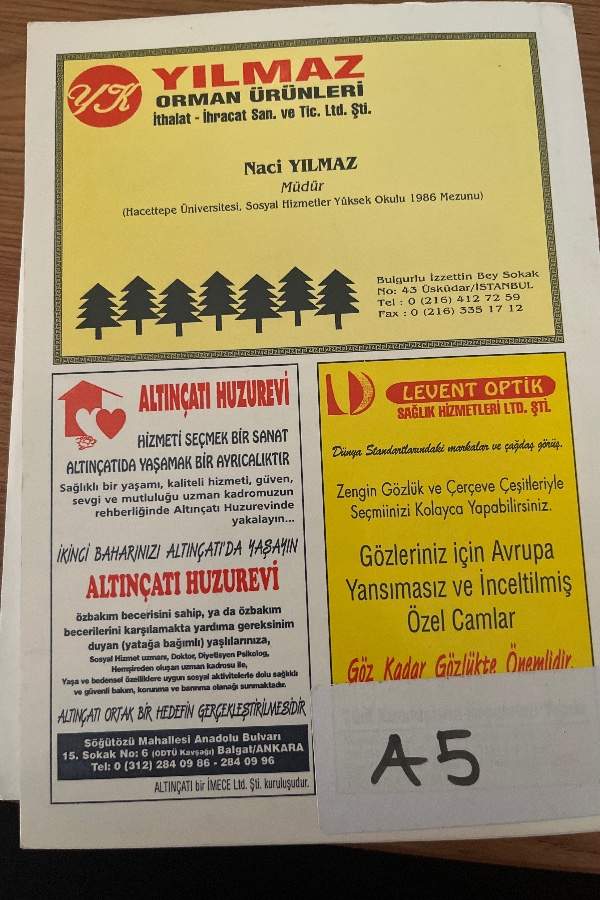 YK
YILMAZ
ORMAN ÜRÜNLERİ
İthalat - İhracat San. ve Tic. Ltd. Şti.
Naci YILMAZ
Müdür
(Hacettepe Üniversitesi, Sosyal Hizmetler Yüksek Okulu 1986 Mezunu)
Bulgurlu İzzettin Bey Sokak
No: 43 Üsküdar/İSTANBUL
Tel : 0 (216) 412 72 59
Fax : 0 (216) 335 17 12
ALTINÇATI HUZUREVİ
HİZMETİ SEÇMEK BİR SANAT
ALTINÇATIDA YAŞAMAK BİR AYRICALIKTIR
Sağlıklı bir yaşamı, kaliteli hizmeti, güven,
sevgi ve mutluluğu uzman kadromuzun
rehberliğinde Altınçatı Huzurevinde
yakalayın...
İKİNCİ BAHARINIZI ALTINÇATI'DA YAŞAYIN
ALTINÇATI HUZUREVİ
özbakım becerisini sahip, ya da özbakım
becerilerini karşılamakta yardıma gereksinim
duyan (yatağa bağımlı) yaşlılarınıza,
Sosyal Hizmet uzmanı, Doktor, Diyetisyen Psikolog,
Hemşireden oluşan uzman kadrosu ile,
Yaşa ve bedensel özelliklere uygun sosyal aktivitelerle dolu sağlıklı
ve güvenli bakım, korunma ve barınma olanağı sunmaktadır.
ALTINÇATI ORTAK BİR HEDEFİN GERÇEKLEŞTİRİLMESİDİR
Söğütözü Mahallesi Anadolu Bulvarı
15. Sokak No: 6 (ODTÜ Kavşağı) Balgat/ANKARA
Tel: 0 (312) 284 09 86 - 284 09 96
ALTINÇATI bir İMECE Ltd. Şti. kuruluşudur.
LEVENT OPTİK
SAĞLIK HİZMETLERİ LTD. ŞTİ.
Dünya Standartlarındaki markalar ve çağdaş görüş.
Zengin Gözlük ve Çerçeve Çeşitleriyle
Seçmiinizi Kolayca Yapabilirsiniz.
Gözleriniz için Avrupa
Yansımasız ve İnceltilmiş
Özel Camlar
Göz Kadar Gözlükte Önemlidir.
A5